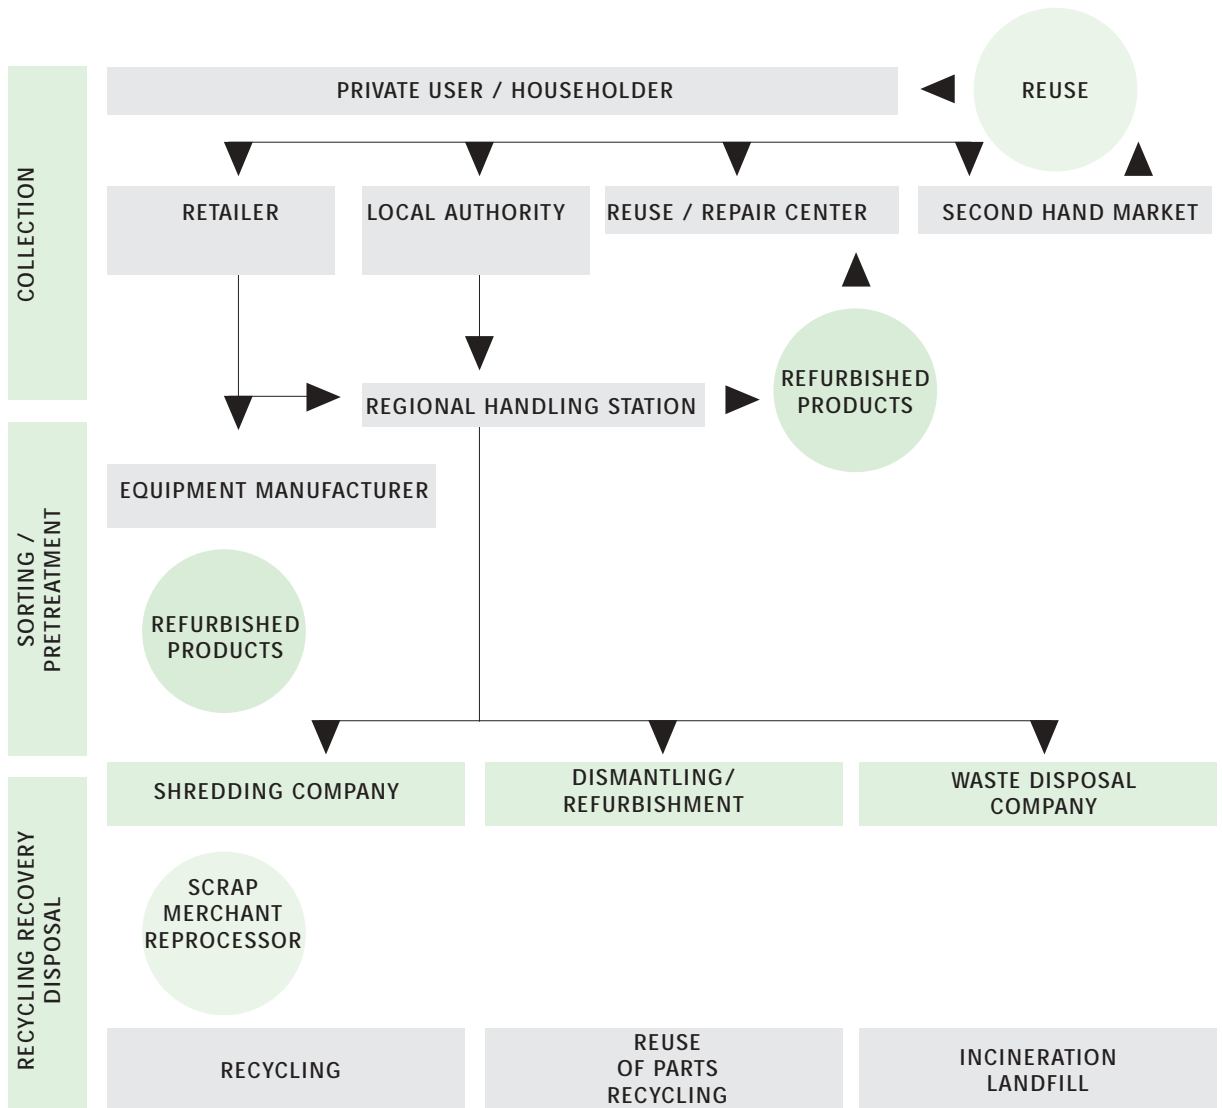 PRIVATE USER / HOUSEHOLDER
REUSE
COLLECTION
RETAILER
LOCAL AUTHORITY
REUSE / REPAIR CENTER
SECOND HAND MARKET
REFURBISHED
PRODUCTS
REGIONAL HANDLING STATION
SORTING /
PRETREATMENT
EQUIPMENT MANUFACTURER
REFURBISHED
PRODUCTS
RECYCLING RECOVERY
DISPOSAL
SHREDDING COMPANY
DISMANTLING/
REFURBISHMENT
WASTE DISPOSAL
COMPANY
SCRAP
MERCHANT
REPROCESSOR
RECYCLING
REUSE
OF PARTS
RECYCLING
INCINERATION
LANDFILL